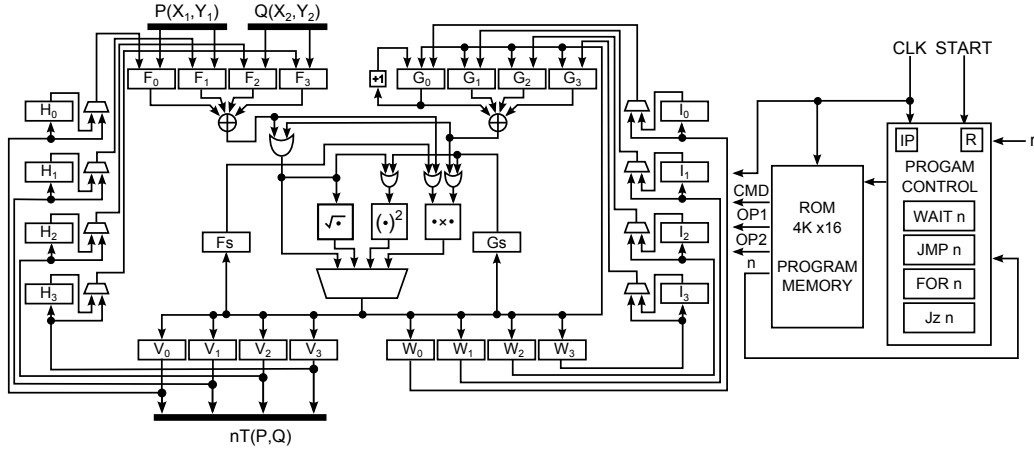 P(X₁,Y₁) Q(X₂,Y₂)
CLK START
F₀ F₁ F₂ F₃
+1 G₀ G₁ G₂ G₃
H₀
I₀
H₁
I₁
H₂
I₂
H₃
I₃
IP R
n
PROGAM
CONTROL
WAIT n
JMP n
FOR n
Jz n
CMD
OP1
OP2
n
ROM
4K x16
PROGRAM
MEMORY
√• (•)² •×•
Fs
Gs
V₀ V₁ V₂ V₃
W₀ W₁ W₂ W₃
nT(P,Q)